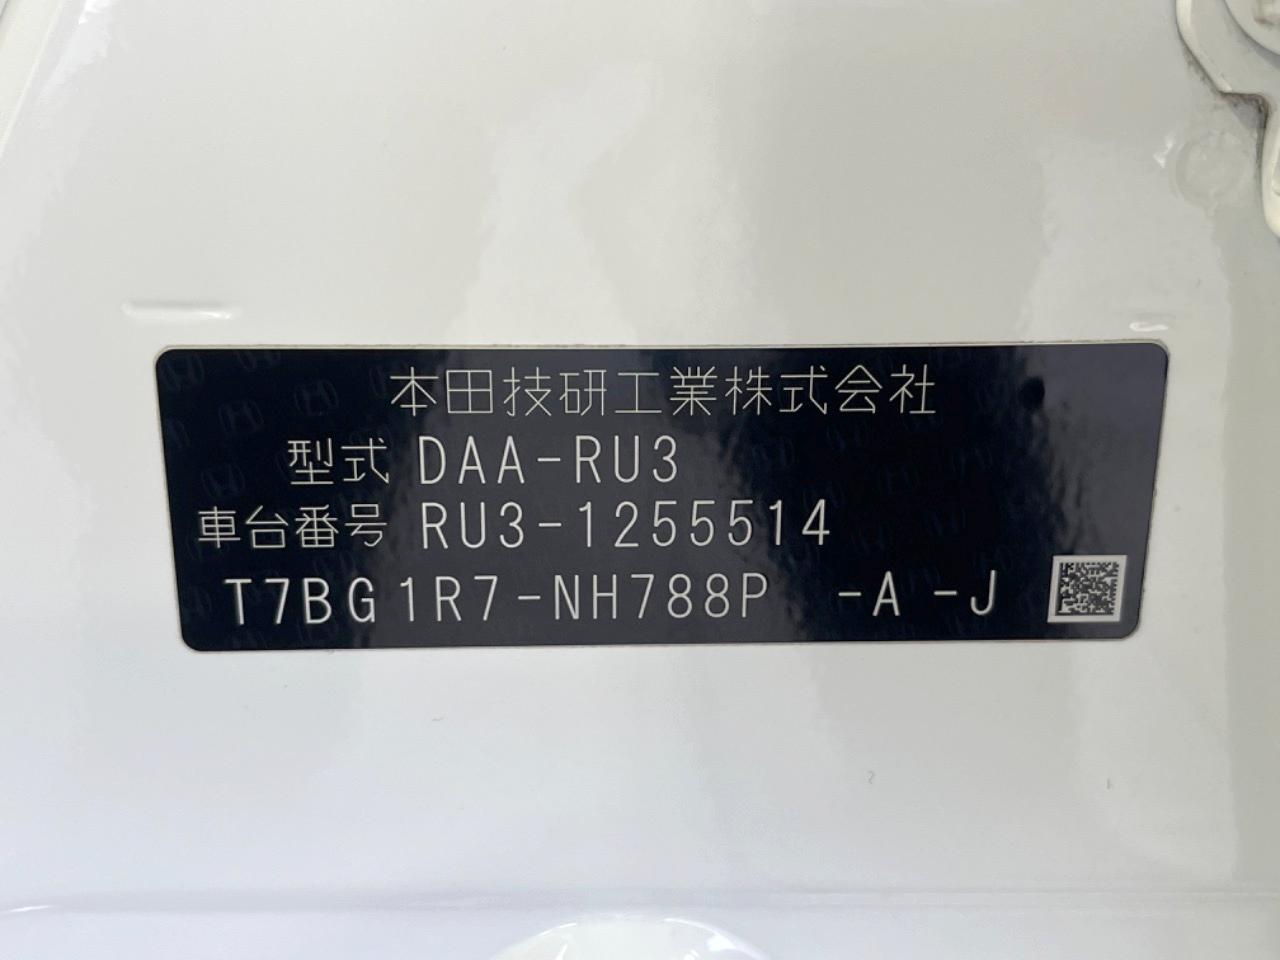 本田技研工業株式会社
型式 DAA-RU3
車台番号 RU3-1255514
T7BG1R7-NH788P -A -J